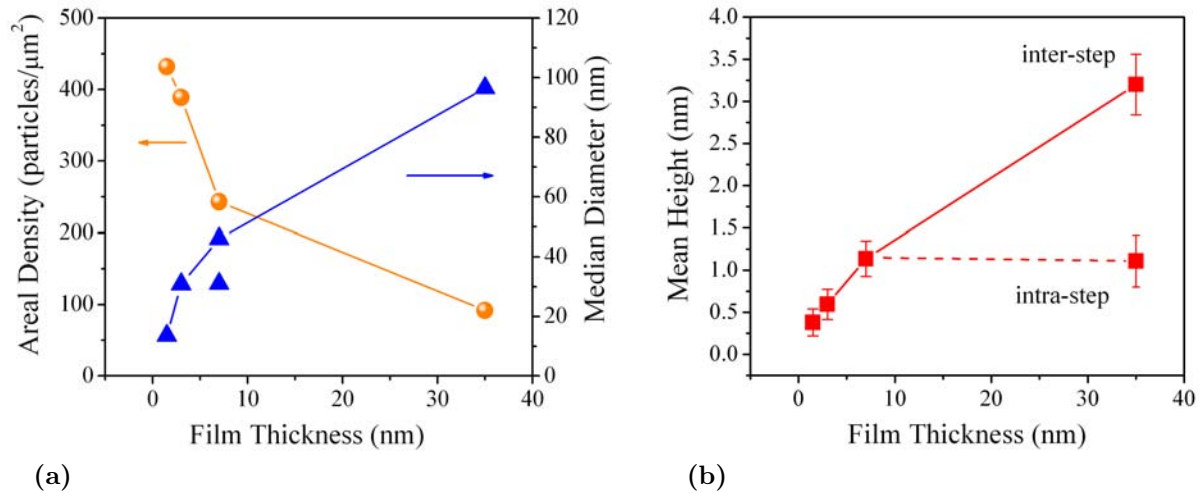 500
400
300
200
100
0
Areal Density (particles/μm²)
120
100
80
60
40
20
0
Median Diameter (nm)
0 10 20 30 40
Film Thickness (nm)
(a)
4.0
3.5
3.0
2.5
2.0
1.5
1.0
0.5
0.0
Mean Height (nm)
inter-step
intra-step
0 10 20 30 40
Film Thickness (nm)
(b)